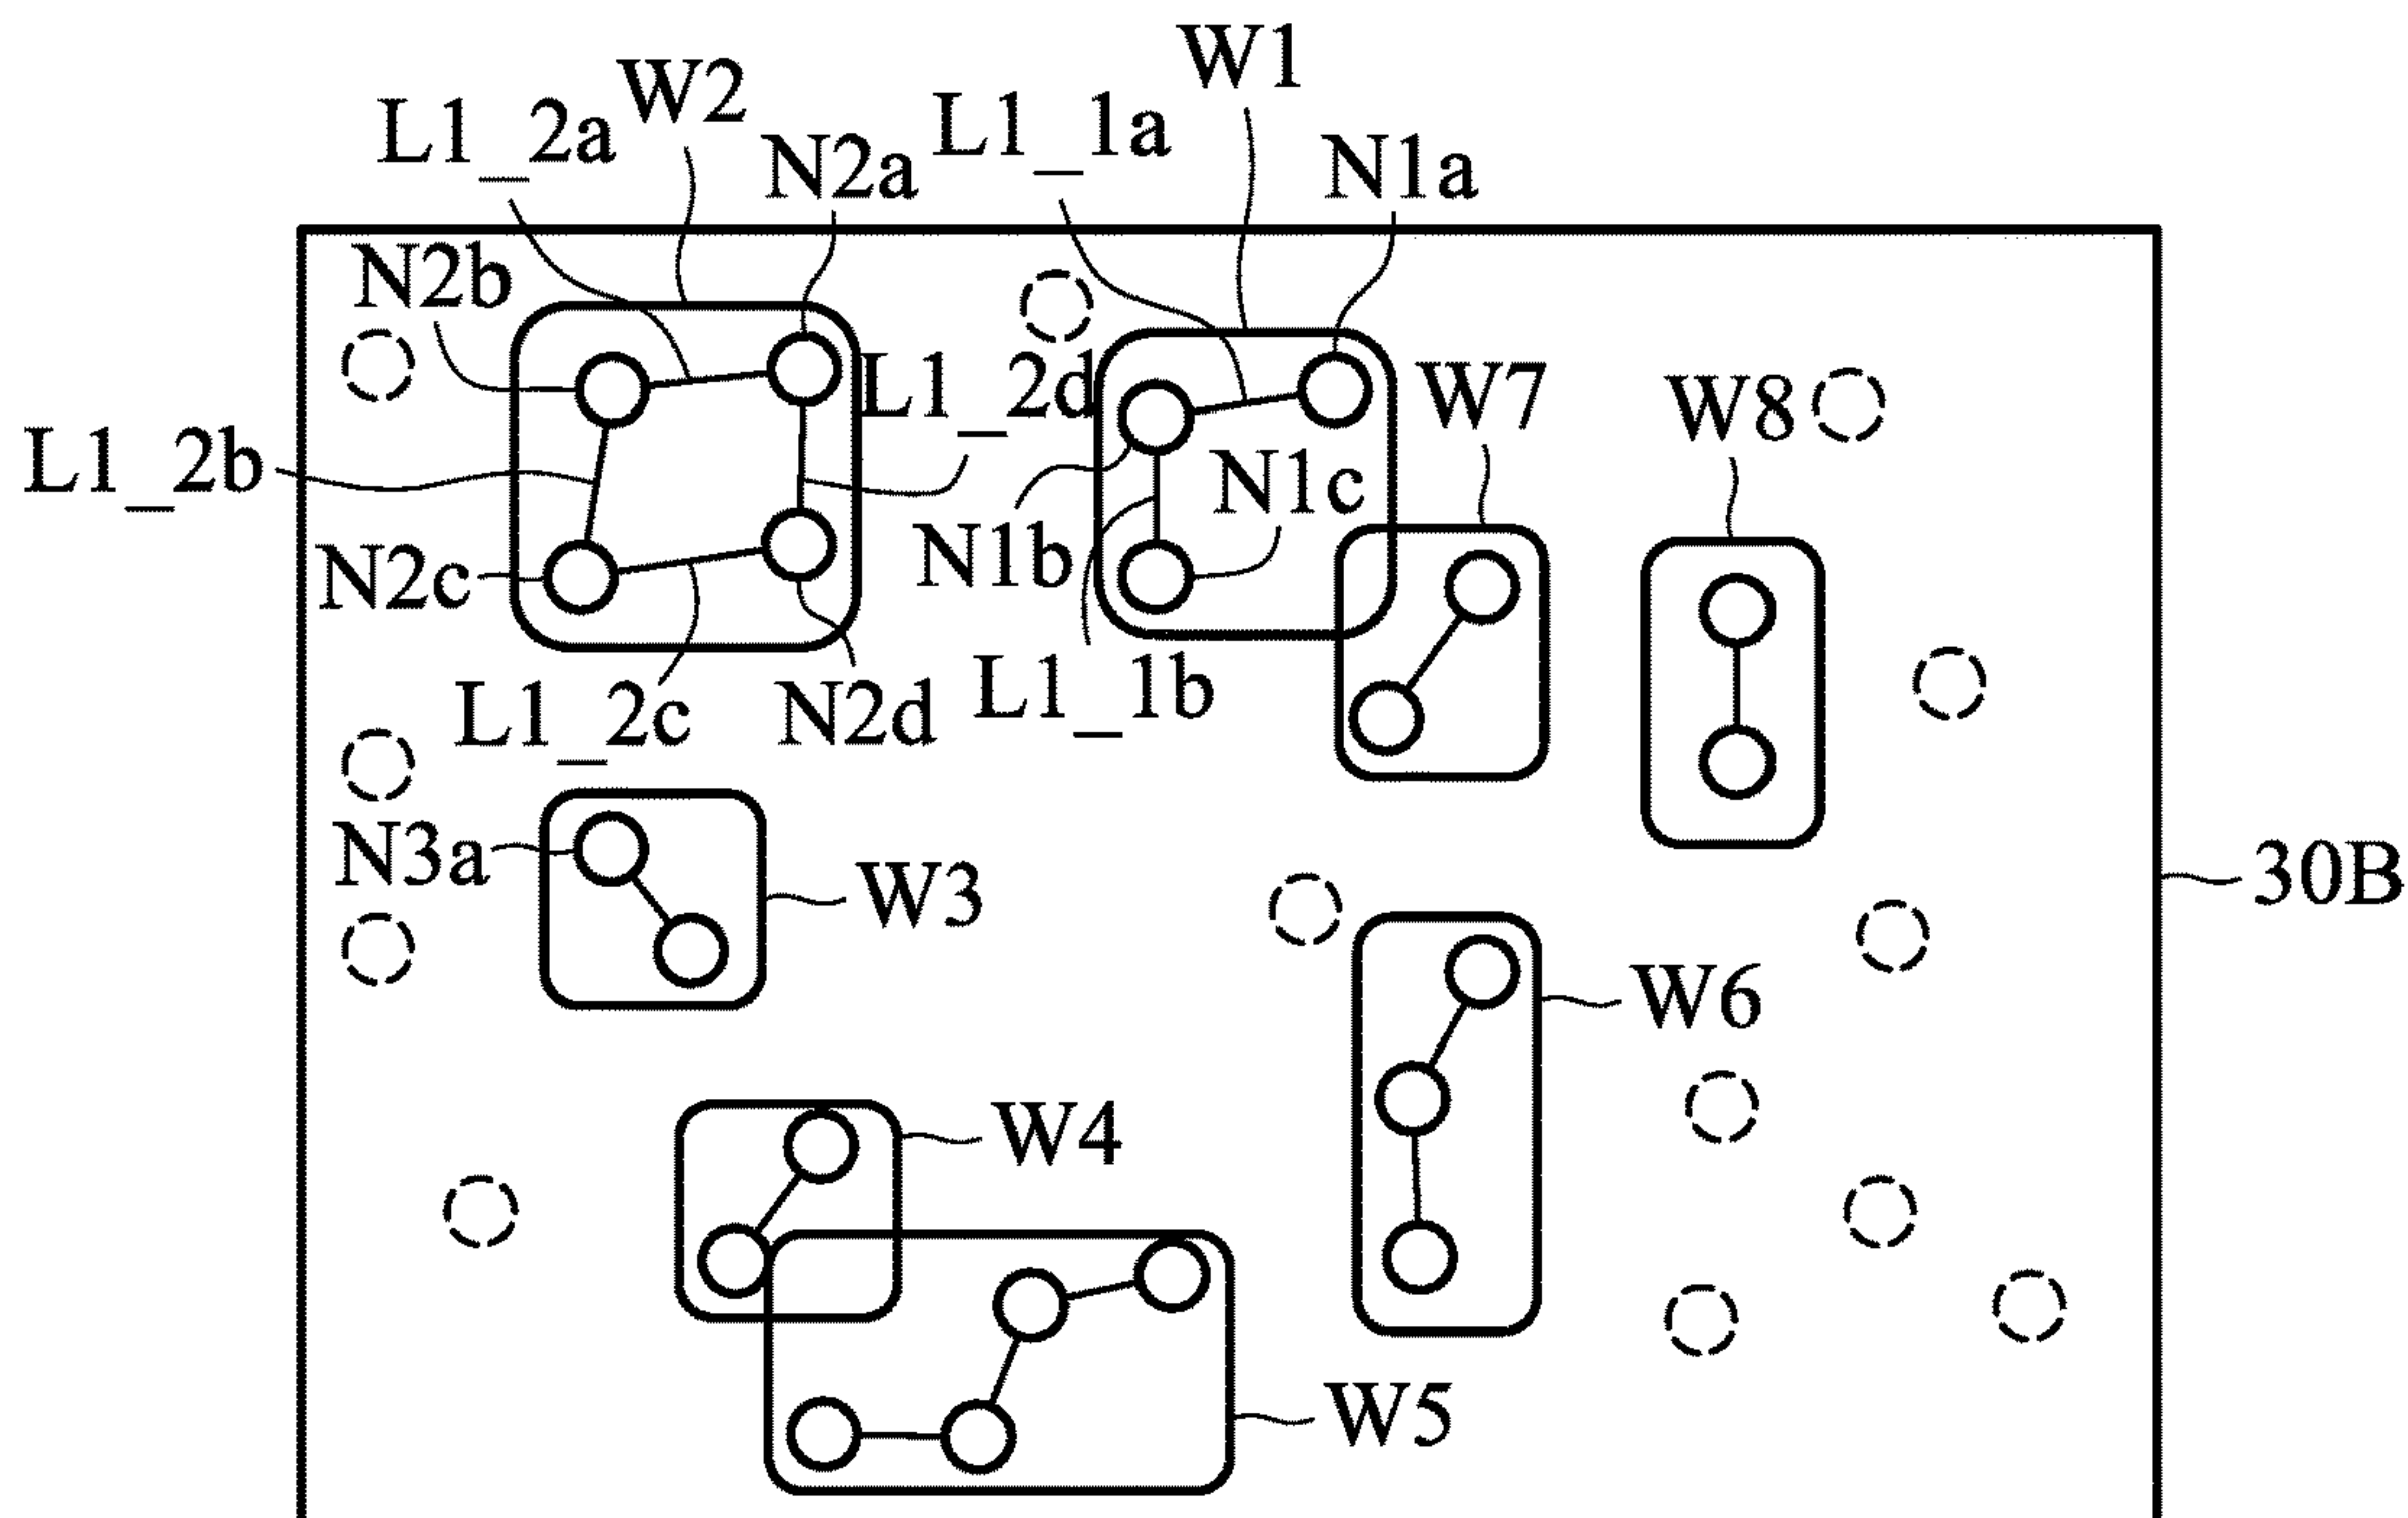 W1
W2
L1_2a
L1_1a
N2a
N1a
N2b
L1_2d
W7
W8
L1_2b
N1c
N1b
N2c
L1_2c
N2d
L1_1b
N3a
W3
30B
W6
W4
W5